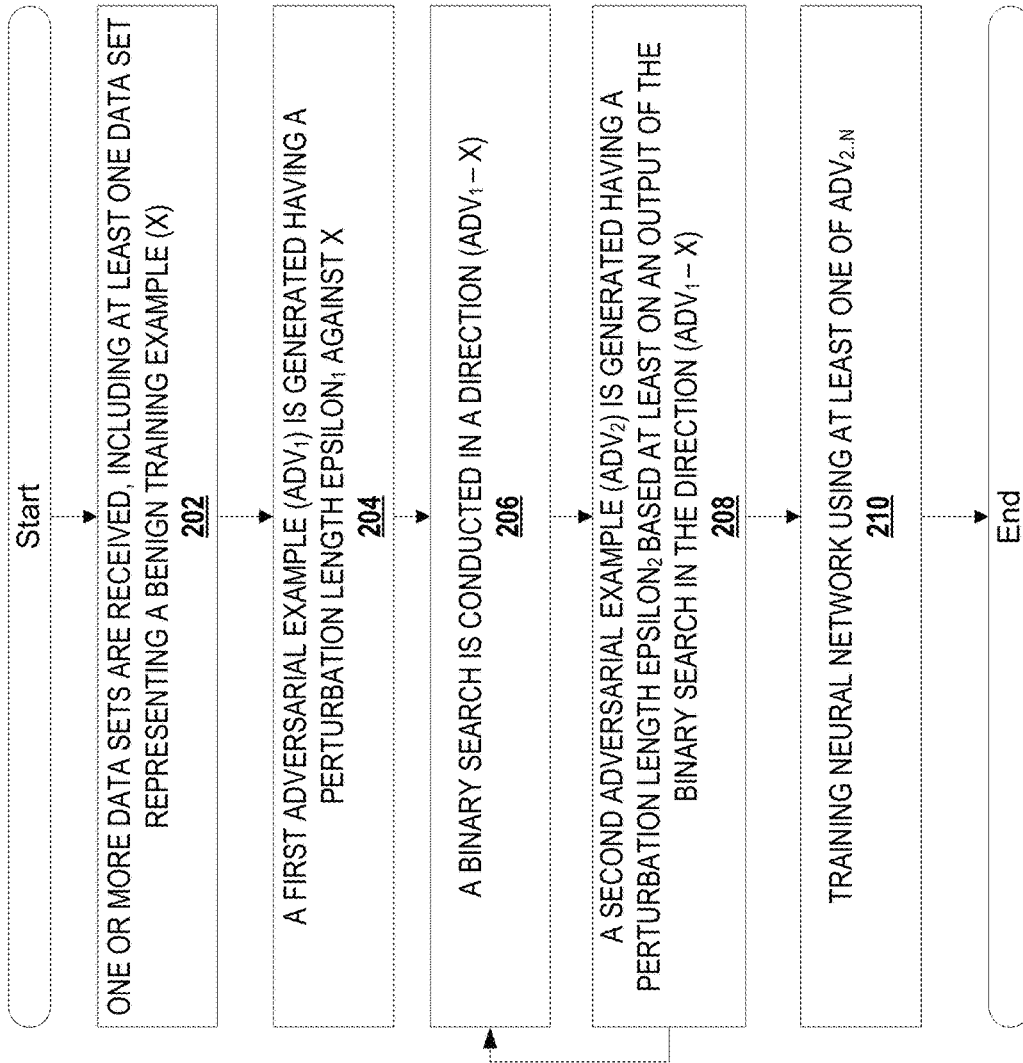 Start
ONE OR MORE DATA SETS ARE RECEIVED, INCLUDING AT LEAST ONE DATA SET
REPRESENTING A BENIGN TRAINING EXAMPLE (X)
202
A FIRST ADVERSARIAL EXAMPLE (ADV₁) IS GENERATED HAVING A
PERTURBATION LENGTH EPSILON₁ AGAINST X
204
A BINARY SEARCH IS CONDUCTED IN A DIRECTION (ADV₁ – X)
206
A SECOND ADVERSARIAL EXAMPLE (ADV₂) IS GENERATED HAVING A
PERTURBATION LENGTH EPSILON₂ BASED AT LEAST ON AN OUTPUT OF THE
BINARY SEARCH IN THE DIRECTION (ADV₁ – X)
208
TRAINING NEURAL NETWORK USING AT LEAST ONE OF ADV₂.N
210
End